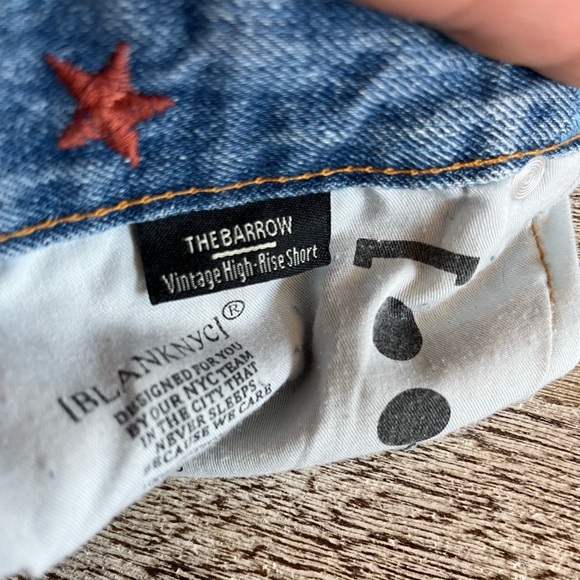 THE BARROW
Vintage High-Rise Short
[BLANKNYC]®
DESIGNED FOR YOU
BY OUR NYC TEAM
IN THE CITY THAT
NEVER SLEEPS
BECAUSE WE CARE